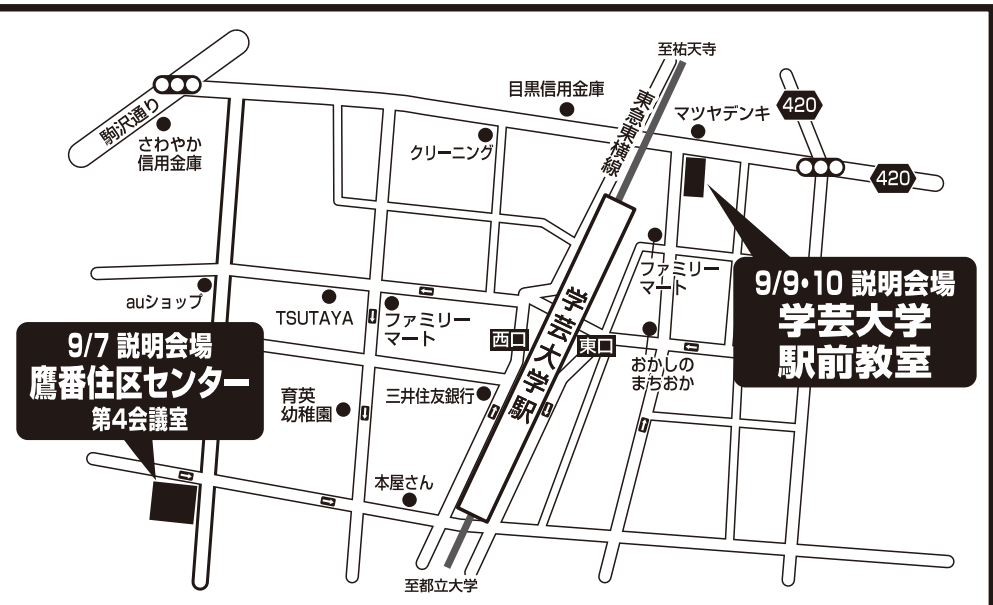 至祐天寺
目黒信用金庫
東急東横線
マツヤデンキ
420
駒沢通り
さわやか
信用金庫
クリーニング
420
ファミリー
マート
9/9・10 説明会場
学芸大学
駅前教室
auショップ
TSUTAYA
ファミリー
マート
学芸大学駅
西口
東口
おかしの
まちおか
9/7 説明会場
鷹番住区センター
第4会議室
育英
幼稚園
三井住友銀行
本屋さん
至都立大学